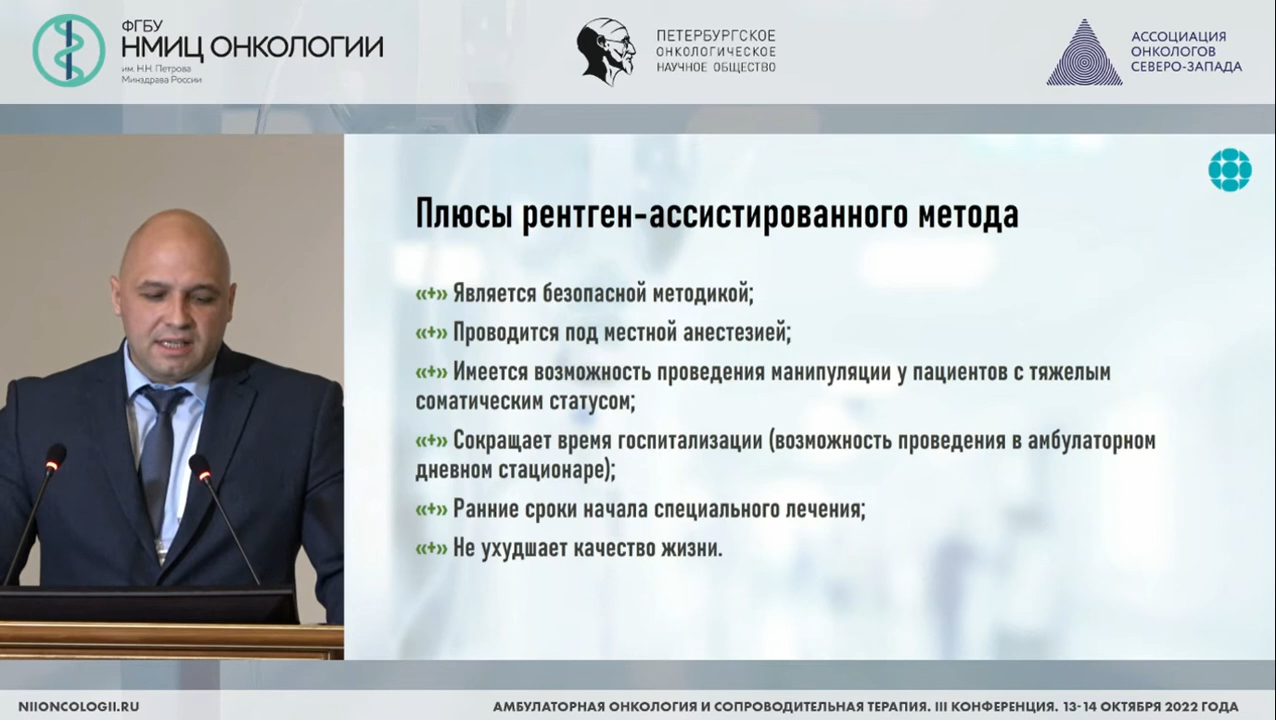 ФГБУ
НМИЦ ОНКОЛОГИИ
им. Н.Н. Петрова
Минздрава России
ПЕТЕРБУРГСКОЕ
ОНКОЛОГИЧЕСКОЕ
НАУЧНОЕ ОБЩЕСТВО
АССОЦИАЦИЯ
ОНКОЛОГОВ
СЕВЕРО-ЗАПАДА
Плюсы рентген-ассистированного метода
«+» Является безопасной методикой;
«+» Проводится под местной анестезией;
«+» Имеется возможность проведения манипуляции у пациентов с тяжелым
соматическим статусом;
«+» Сокращает время госпитализации (возможность проведения в амбулаторном
дневном стационаре);
«+» Ранние сроки начала специального лечения;
«+» Не ухудшает качество жизни.
NIIONCOLOGII.RU
АМБУЛАТОРНАЯ ОНКОЛОГИЯ И СОПРОВОДИТЕЛЬНАЯ ТЕРАПИЯ. III КОНФЕРЕНЦИЯ. 13-14 ОКТЯБРЯ 2022 ГОДА